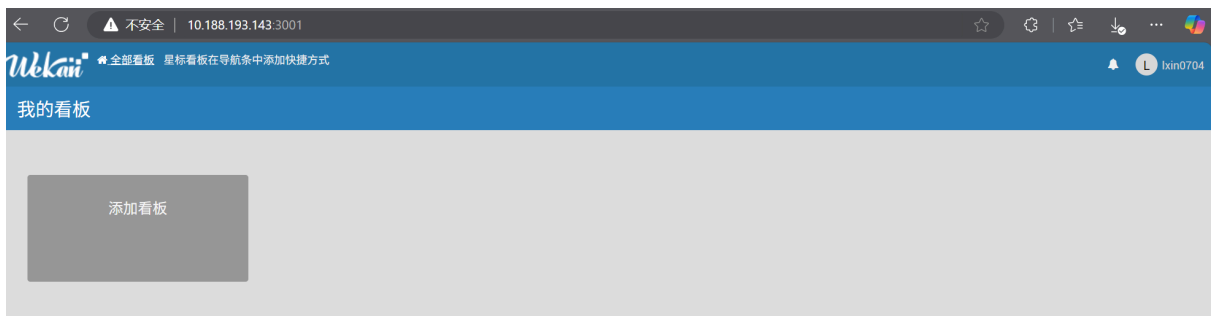 不安全 | 10.188.193.143:3001
Wekan 全部看板 星标看板在导航条中添加快捷方式 L lxin0704
我的看板
添加看板